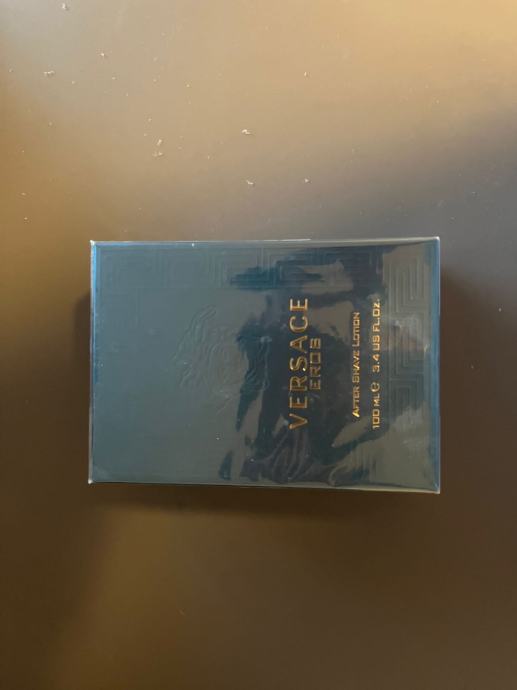 VERSACE
EROS
AFTER SHAVE LOTION
100 ML ℮ 3.4 US FL.OZ.